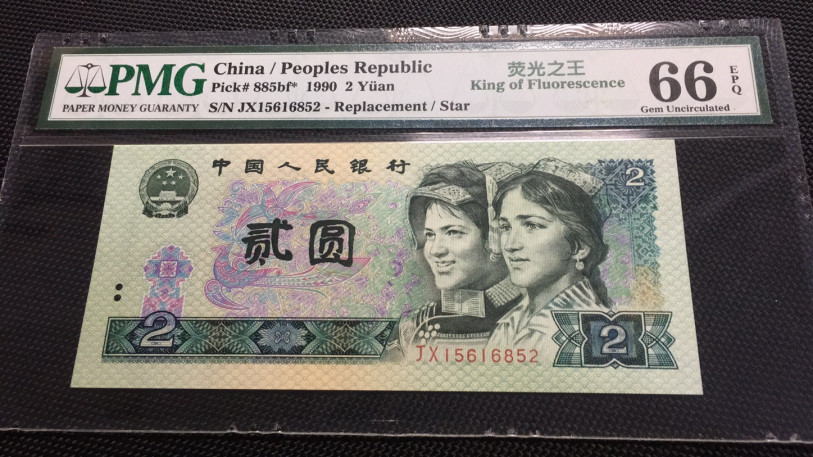 PMG
PAPER MONEY GUARANTY
China / Peoples Republic
Pick# 885bf* 1990 2 Yüan
S/N JX15616852 - Replacement / Star
荧光之王
King of Fluorescence
66 EPQ
Gem Uncirculated
中国人民银行
2
贰圆
2
JX15616852
2